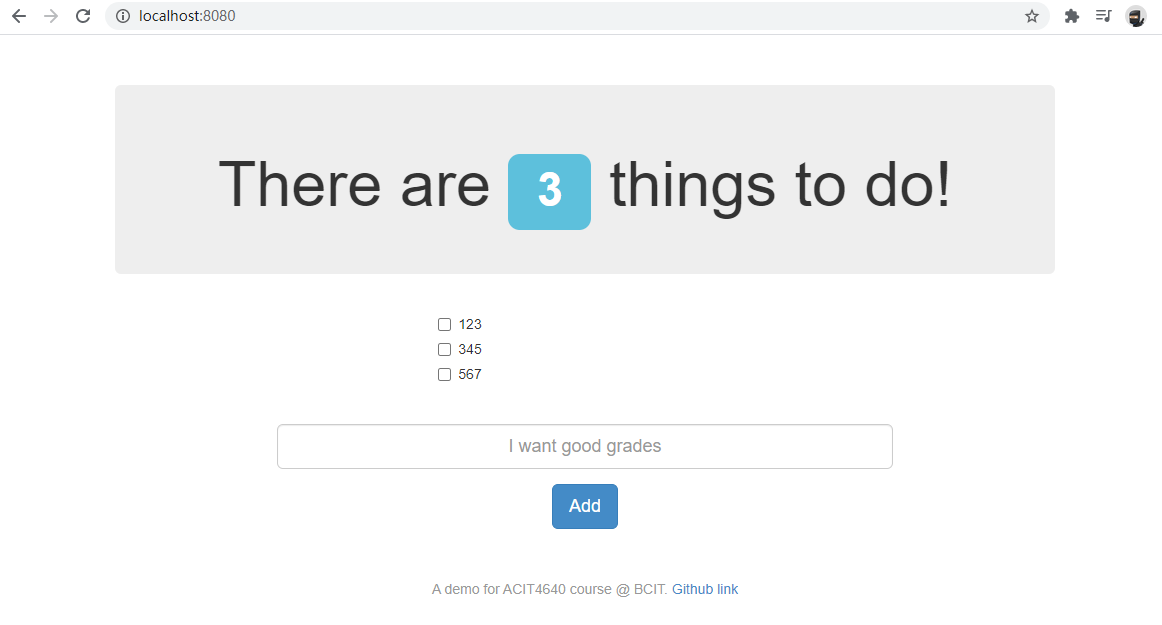 localhost:8080
There are 3 things to do!
123
345
567
I want good grades
Add
A demo for ACIT4640 course @ BCIT. Github link